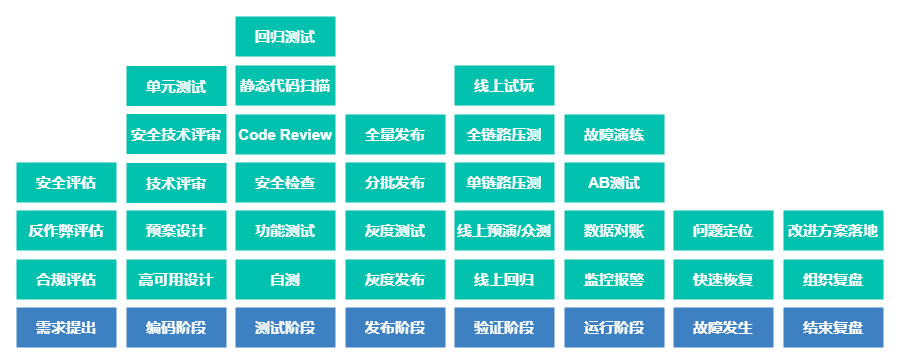 回归测试
单元测试 静态代码扫描 线上试玩
安全技术评审 Code Review 全量发布 全链路压测 故障演练
安全评估 技术评审 安全检查 分批发布 单链路压测 AB测试
反作弊评估 预案设计 功能测试 灰度测试 线上预演/众测 数据对账 问题定位 改进方案落地
合规评估 高可用设计 自测 灰度发布 线上回归 监控报警 快速恢复 组织复盘
需求提出 编码阶段 测试阶段 发布阶段 验证阶段 运行阶段 故障发生 结束复盘